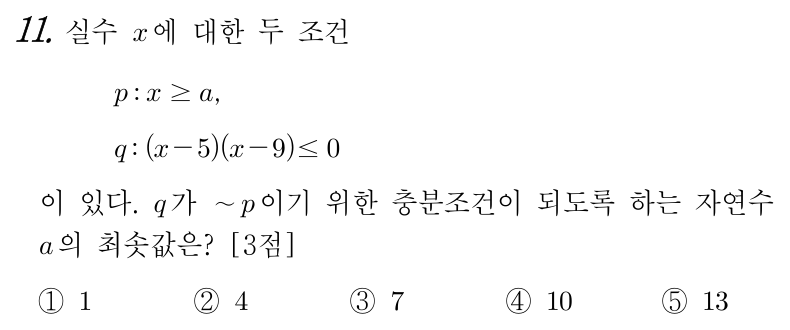 11. 실수 x에 대한 두 조건
p : x ≥ a,
q : (x－5)(x－9)≤ 0
이 있다. q가 ~p이기 위한 충분조건이 되도록 하는 자연수
a의 최솟값은? [3점]
① 1 ② 4 ③ 7 ④ 10 ⑤ 13